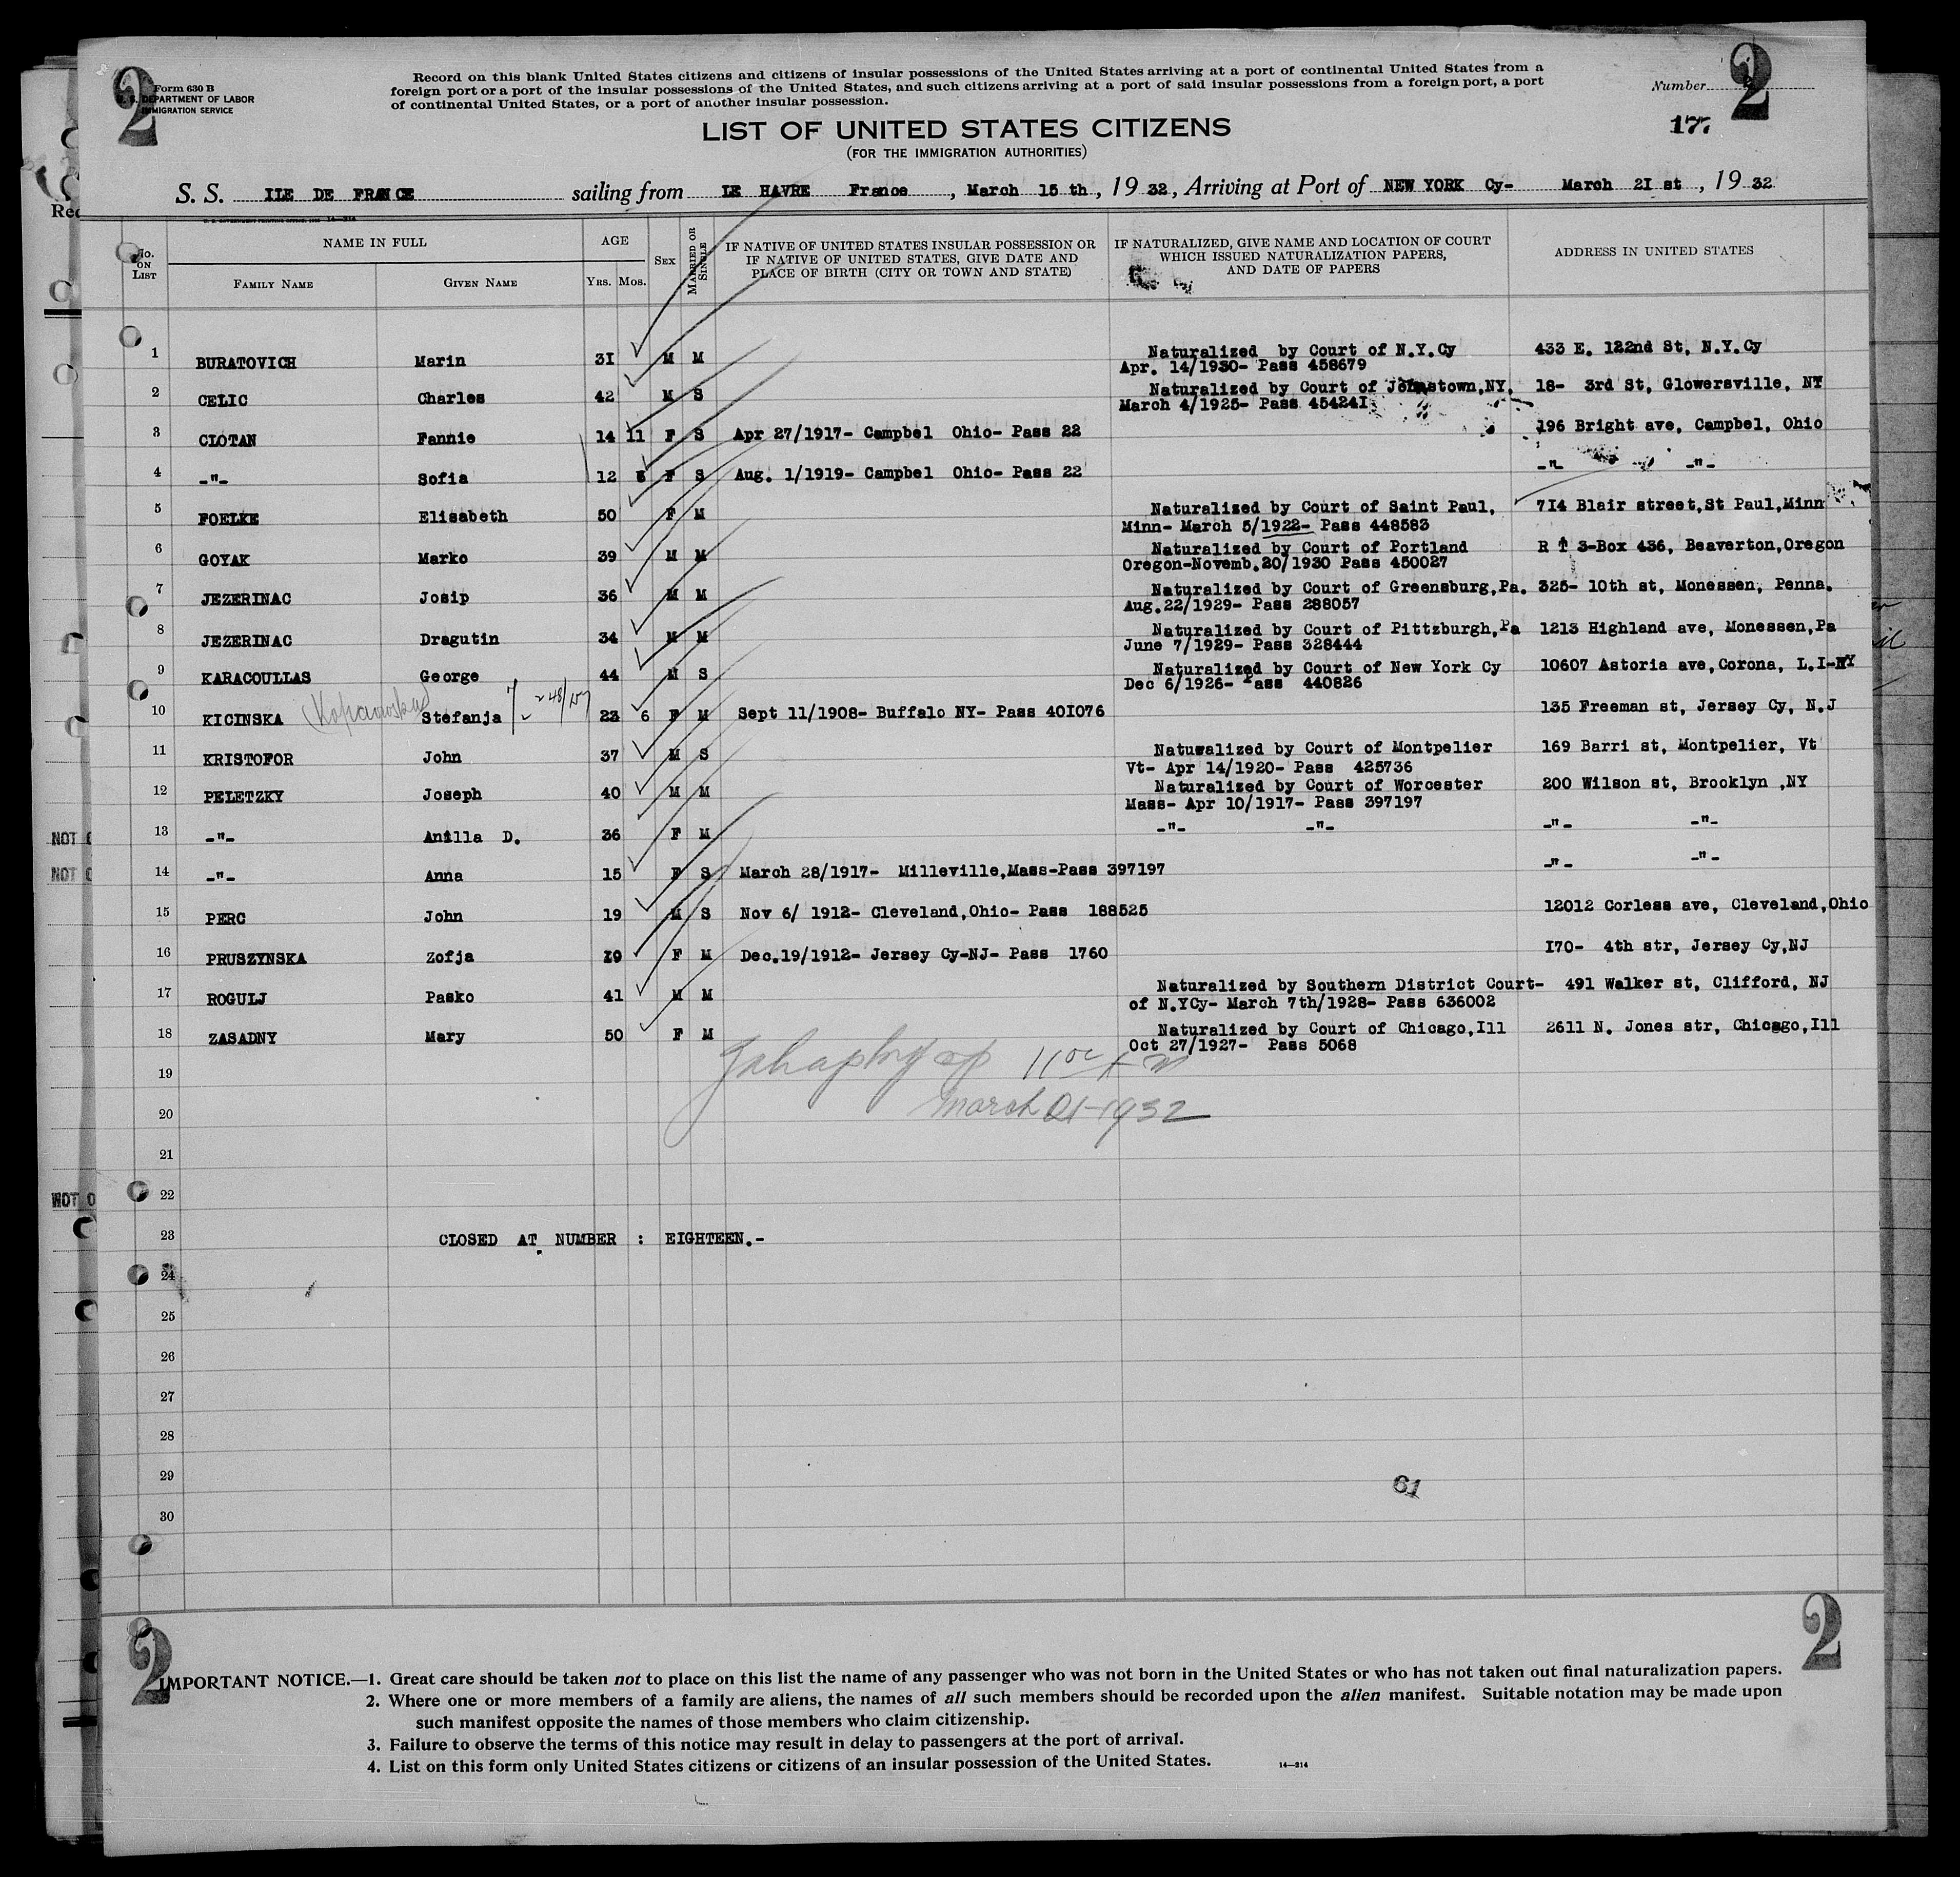 2
2
Form 630 B
U. S. DEPARTMENT OF LABOR
IMMIGRATION SERVICE
Record on this blank United States citizens and citizens of insular possessions of the United States arriving at a port of continental United States from a
foreign port or a port of the insular possessions of the United States, and such citizens arriving at a port of said insular possessions from a foreign port, a port
of continental United States, or a port of another insular possession.
Number
177
LIST OF UNITED STATES CITIZENS
(FOR THE IMMIGRATION AUTHORITIES)
S. S. ILE DE FRANCE sailing from LE HAVRE France, March 15 th, 19 32, Arriving at Port of NEW YORK Cy- March 2I st, 19 32
No. ON LIST NAME IN FULL AGE SEX MARRIED OR SINGLE IF NATIVE OF UNITED STATES INSULAR POSSESSION OR IF NATIVE OF UNITED STATES, GIVE DATE AND PLACE OF BIRTH (CITY OR TOWN AND STATE) IF NATURALIZED, GIVE NAME AND LOCATION OF COURT WHICH ISSUED NATURALIZATION PAPERS, AND DATE OF PAPERS ADDRESS IN UNITED STATES
FAMILY NAME GIVEN NAME YRS. MOS.
1 BURATOVICH Marin 3I M M Naturalized by Court of N.Y.Cy 433 E. 122nd St, N.Y.Cy
Apr. 14/1930- Pass 458679
2 CELIC Charles 42 M S Naturalized by Court of Johnstown,NY, 18- 3rd St, Glowersville, NY
March 4/1925- Pass 45424I
3 CIOTAN Fannie 14 11 F S Apr 27/1917- Campbel Ohio- Pass 22 196 Bright ave, Campbel, Ohio
4 -"- Sofia 12 F S Aug. 1/1919- Campbel Ohio- Pass 22 -"- -"-
5 FOELKE Elisabeth 50 F M Naturalized by Court of Saint Paul, 7I4 Blair street,St Paul,Minn
Minn- March 5/1922- Pass 448583
6 GOYAK Marko 39 M M Naturalized by Court of Portland R T 3-Box 436, Beaverton,Oregon
Oregon-Novemb.20/1930 Pass 450027
7 JEZERINAC Josip 36 M M Naturalized by Court of Greensburg,Pa. 325- 10th st, Monessen, Penna.
Aug.22/1929- Pass 288057
8 JEZERINAC Dragutin 34 M M Naturalized by Court of Pittzburgh,Pa 1213 Highland ave, Monessen,Pa
June 7/1929- Pass 328444
9 KARACOULLAS George 44 M S Naturalized by Court of New York Cy 10607 Astoria ave,Corona, L.I-NY
Dec 6/1926- Pass 440826
10 KICINSKA Stefanja 23 6 F M Sept 11/1908- Buffalo NY- Pass 40I076 135 Freeman st, Jersey Cy, N.J
11 KRISTOFOR John 37 M S Natuwalized by Court of Montpelier 169 Barri st, Montpelier, Vt
Vt- Apr 14/1920- Pass 425736
12 PELETZKY Joseph 40 M M Naturalized by Court of Worcester 200 Wilson st, Brooklyn ,NY
Mass- Apr 10/1917- Pass 397197
13 -"- Anilla D. 36 F M -"- -"- -"- -"-
14 -"- Anna 15 F S March 28/1917- Milleville,Mass-Pass 397197 -"- -"-
15 PERC John 19 M S Nov 6/ 1912- Cleveland,Ohio- Pass 188525 12012 Corless ave, Cleveland,Ohio
16 PRUSZYNSKA Zofja 19 F M Dec.19/1912- Jersey Cy-NJ- Pass 1760 I70- 4th str, Jersey Cy,NJ
17 ROGULJ Pasko 41 M M Naturalized by Southern District Court- 491 Walker st, Clifford, NJ
of N.YCy- March 7th/1928- Pass 636002
18 ZASADNY Mary 50 F M Naturalized by Court of Chicago,Ill 2611 N. Jones str, Chicago,Ill
Oct 27/1927- Pass 5068
19
20 March 21-1932
21
22
23 CLOSED AT NUMBER : EIGHTEEN.-
24
25
26
27
28
29
61
30
2
2
IMPORTANT NOTICE.—1. Great care should be taken not to place on this list the name of any passenger who was not born in the United States or who has not taken out final naturalization papers.
2. Where one or more members of a family are aliens, the names of all such members should be recorded upon the alien manifest. Suitable notation may be made upon
such manifest opposite the names of those members who claim citizenship.
3. Failure to observe the terms of this notice may result in delay to passengers at the port of arrival.
4. List on this form only United States citizens or citizens of an insular possession of the United States.
14—214